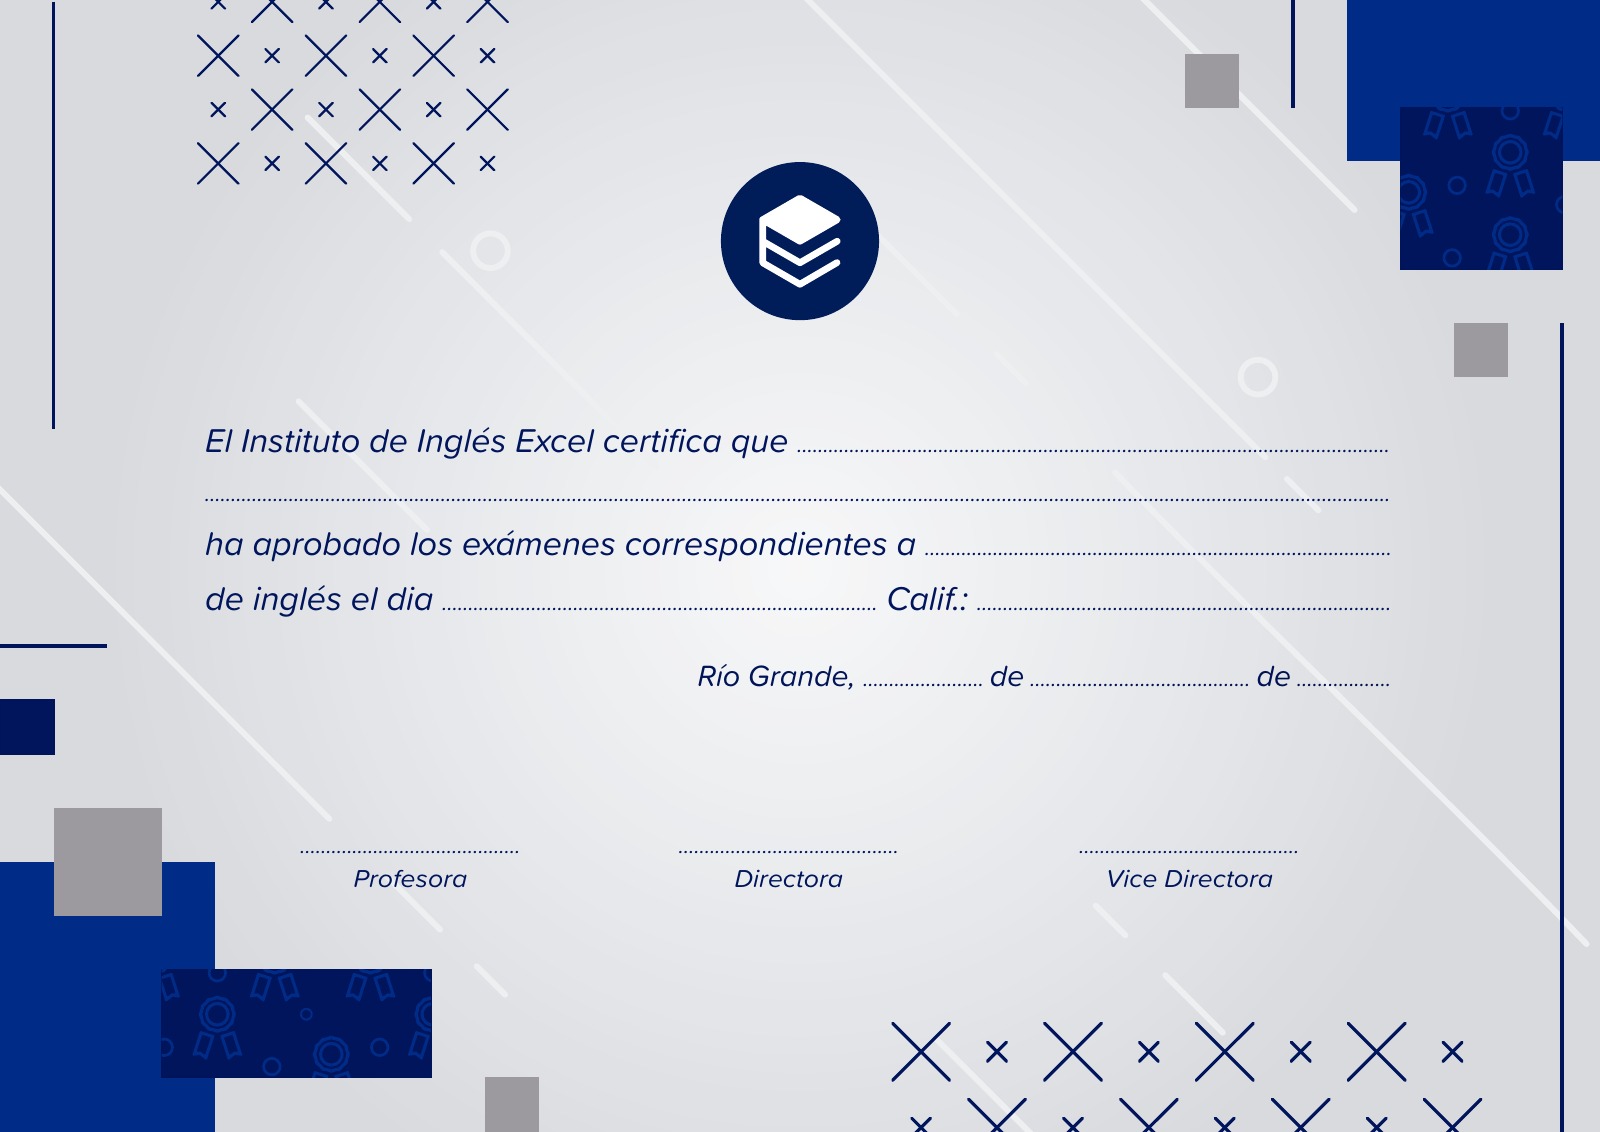 El Instituto de Inglés Excel certifica que ........................................
................................................................................
ha aprobado los exámenes correspondientes a ........................................
de inglés el dia ........................................ Calif.: ........................................
Río Grande, .................... de .................... de ....................
.................... .................... ....................
Profesora Directora Vice Directora